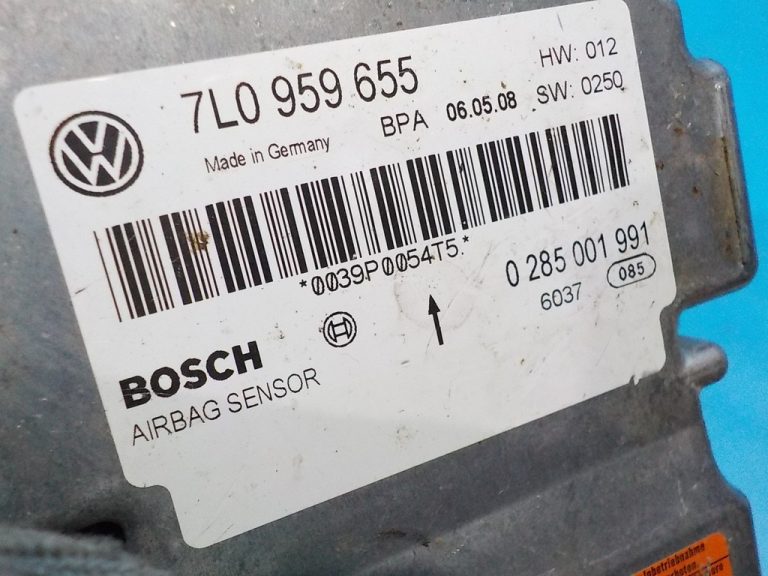 7L0 959 655
HW: 012
Made in Germany
BPA 06.05.08 SW: 0250
*0039P0054T5.*
0 285 001 991
6037 085
BOSCH
AIRBAG SENSOR